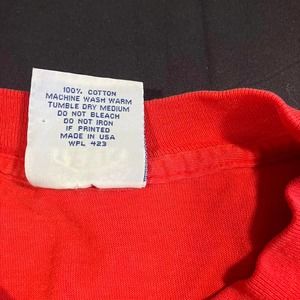 100% COTTON
MACHINE WASH WARM
TUMBLE DRY MEDIUM
DO NOT BLEACH
DO NOT IRON
IF PRINTED
MADE IN USA
WPL 423